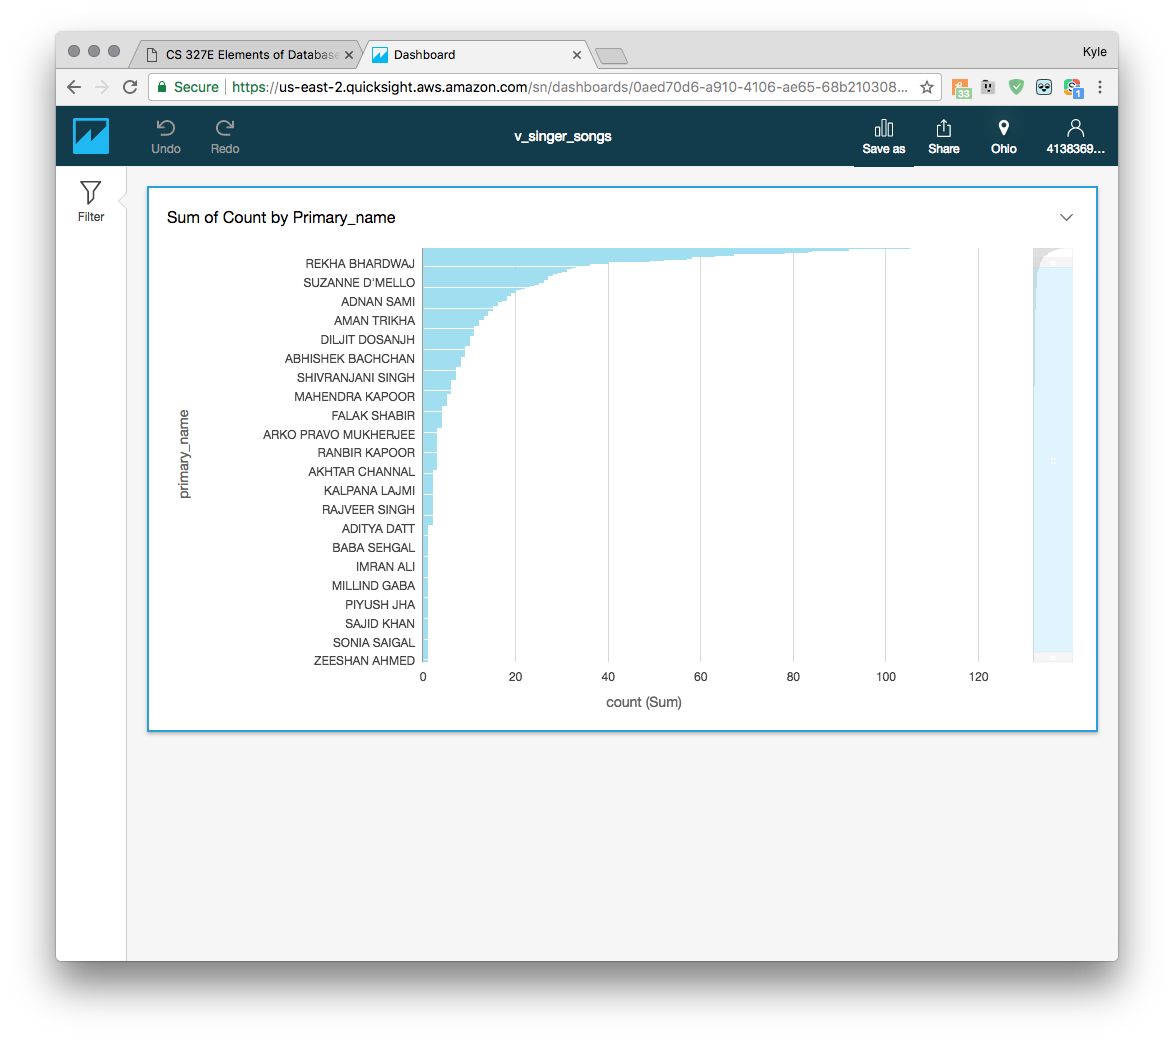 CS 327E Elements of Database
Dashboard
Kyle
Secure
https://us-east-2.quicksight.aws.amazon.com/sn/dashboards/0aed70d6-a910-4106-ae65-68b210308...
33
1
Undo
Redo
v_singer_songs
Save as
Share
Ohio
4138369...
Filter
Sum of Count by Primary_name
primary_name
REKHA BHARDWAJ
SUZANNE D'MELLO
ADNAN SAMI
AMAN TRIKHA
DILJIT DOSANJH
ABHISHEK BACHCHAN
SHIVRANJANI SINGH
MAHENDRA KAPOOR
FALAK SHABIR
ARKO PRAVO MUKHERJEE
RANBIR KAPOOR
AKHTAR CHANNAL
KALPANA LAJMI
RAJVEER SINGH
ADITYA DATT
BABA SEHGAL
IMRAN ALI
MILLIND GABA
PIYUSH JHA
SAJID KHAN
SONIA SAIGAL
ZEESHAN AHMED
0 20 40 60 80 100 120
count (Sum)